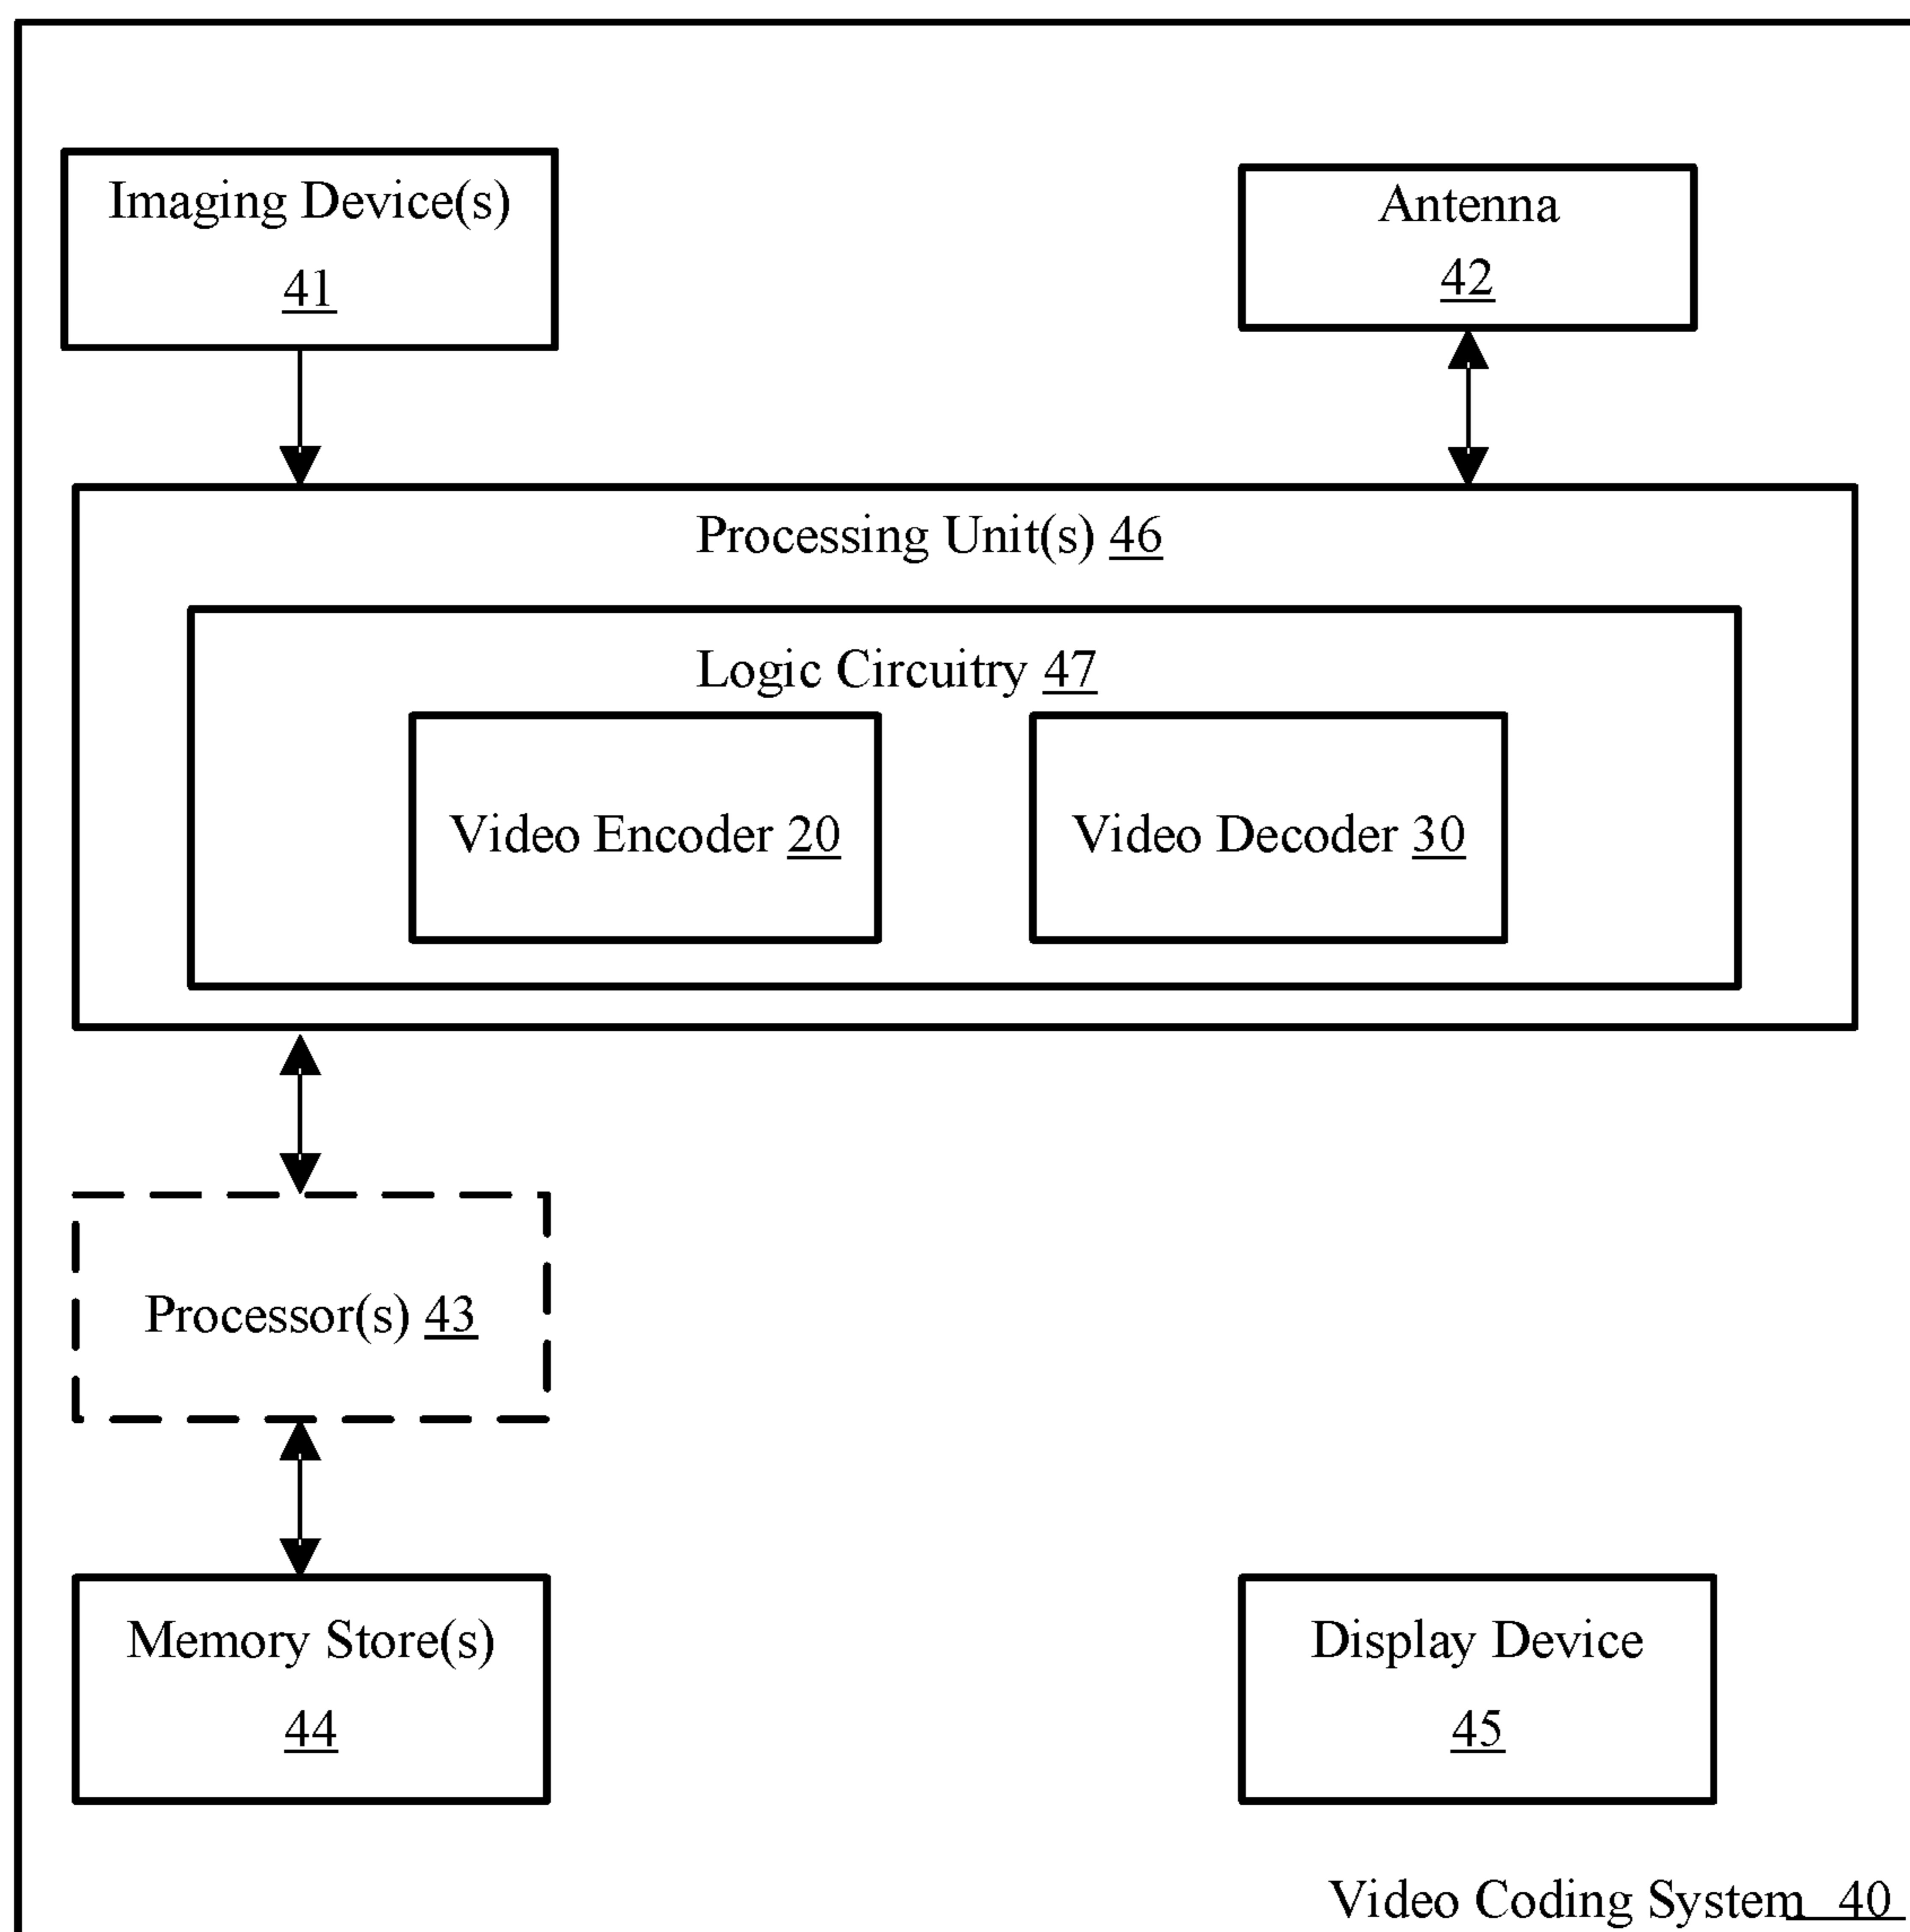 Imaging Device(s)
41
Antenna
42
Processing Unit(s) 46
Logic Circuitry 47
Video Encoder 20
Video Decoder 30
Processor(s) 43
Memory Store(s)
44
Display Device
45
Video Coding System 40